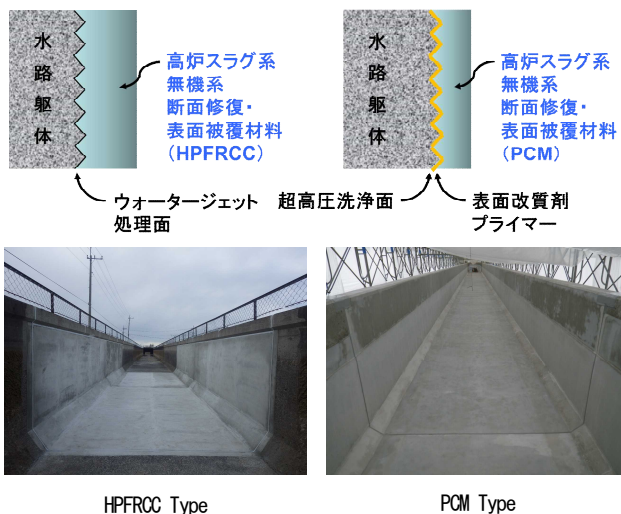 水路躯体
高炉スラグ系
無機系
断面修復・
表面被覆材料
（HPFRCC）
ウォータージェット
処理面
水路躯体
高炉スラグ系
無機系
断面修復・
表面被覆材料
（PCM）
超高圧洗浄面
表面改質剤
プライマー
HPFRCC Type
PCM Type